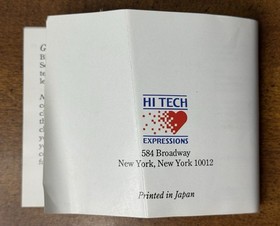 HI TECH
EXPRESSIONS
584 Broadway
New York, New York 10012
Printed in Japan